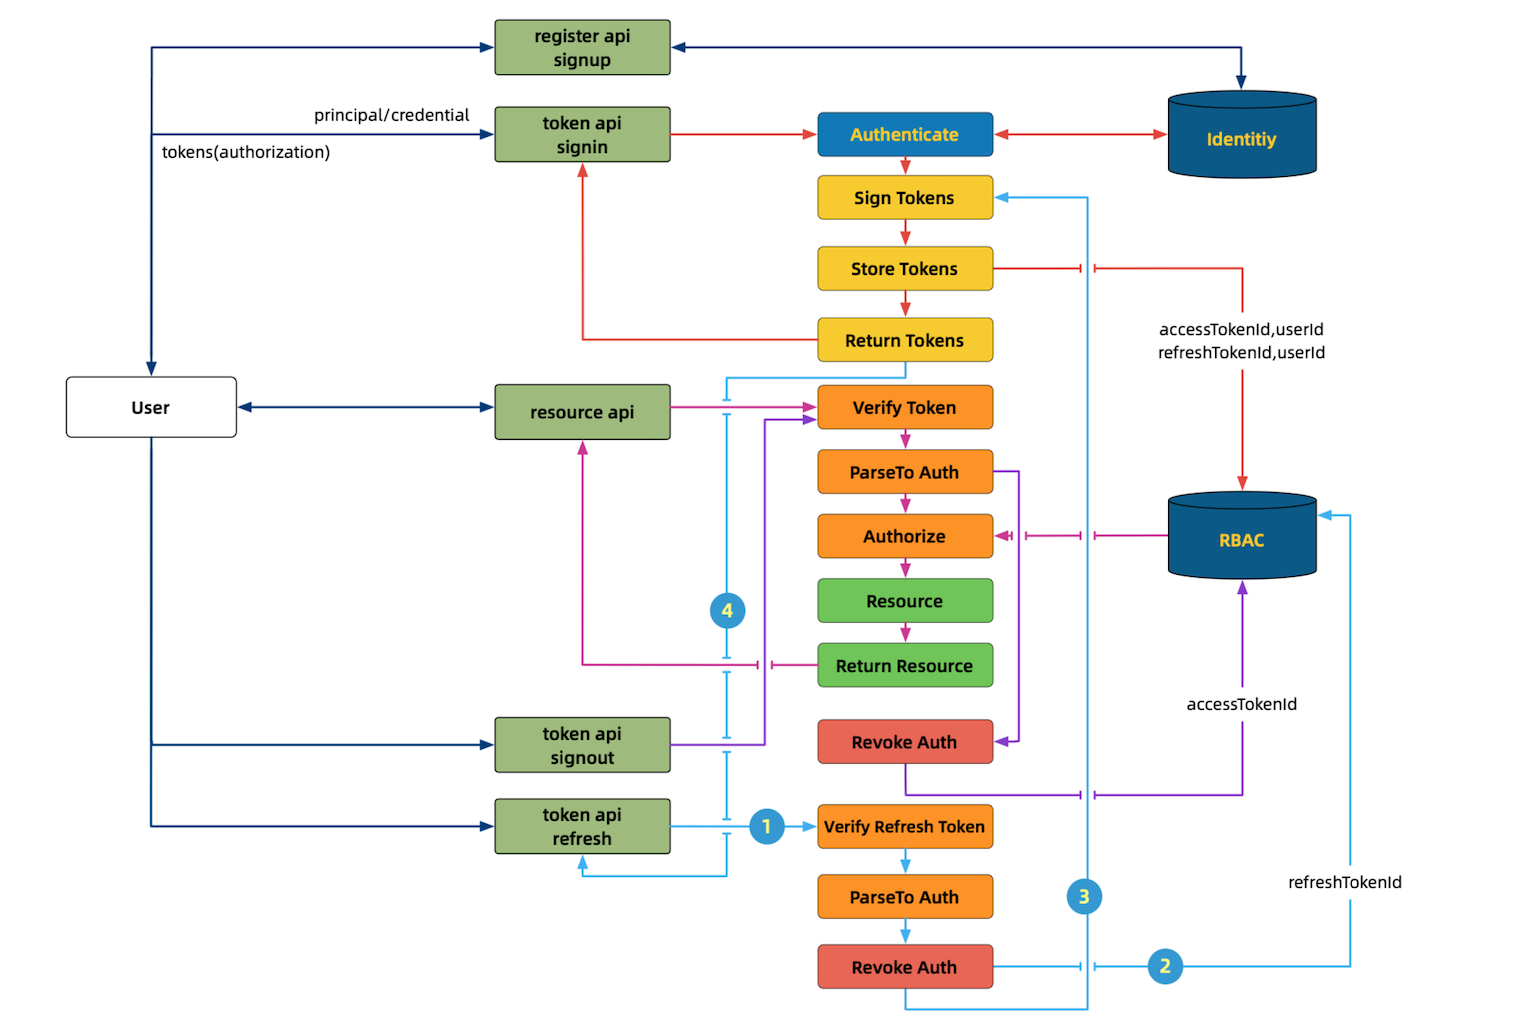 register api
signup
principal/credential
token api
signin
Authenticate
Identitiy
tokens(authorization)
Sign Tokens
Store Tokens
accessTokenId,userId
refreshTokenId,userId
Return Tokens
User
resource api
Verify Token
ParseTo Auth
Authorize
RBAC
Resource
4
Return Resource
accessTokenId
token api
signout
Revoke Auth
token api
refresh
1
Verify Refresh Token
refreshTokenId
ParseTo Auth
3
Revoke Auth
2